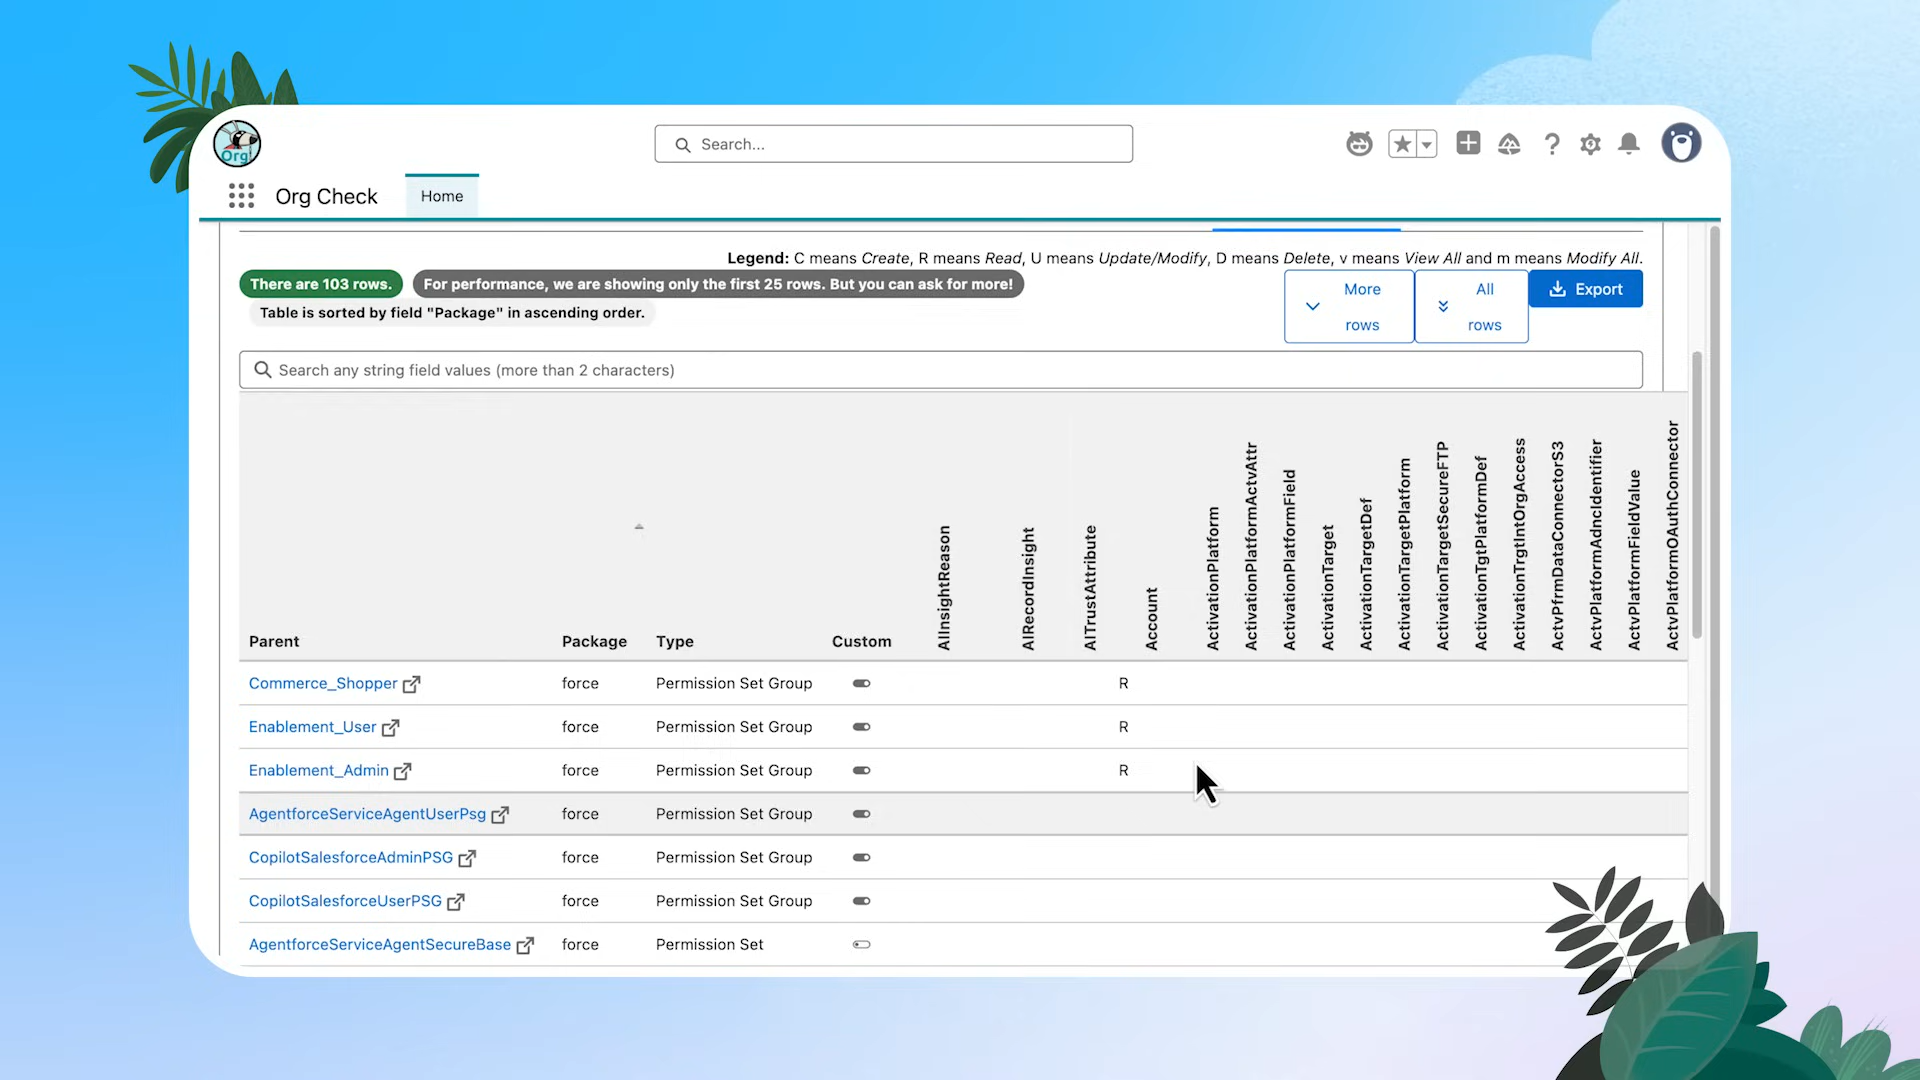 Org!
Search...
Org Check
Home
Legend: C means Create, R means Read, U means Update/Modify, D means Delete, v means View All and m means Modify All.
There are 103 rows.
For performance, we are showing only the first 25 rows. But you can ask for more!
More rows
All rows
Export
Table is sorted by field "Package" in ascending order.
Search any string field values (more than 2 characters)
Parent Package Type Custom AIInsightReason AIRecordInsight AITrustAttribute Account ActivationPlatform ActivationPlatformActvAttr ActivationPlatformField ActivationTarget ActivationTargetDef ActivationTargetPlatform ActivationTargetSecureFTP ActivationTgtPlatformDef ActivationTrgtIntOrgAccess ActvPfrmDataConnectorS3 ActvPlatformAdncIdentifier ActvPlatformFieldValue ActvPlatformOAuthConnector
Commerce_Shopper force Permission Set Group R
Enablement_User force Permission Set Group R
Enablement_Admin force Permission Set Group R
AgentforceServiceAgentUserPsg force Permission Set Group
CopilotSalesforceAdminPSG force Permission Set Group
CopilotSalesforceUserPSG force Permission Set Group
AgentforceServiceAgentSecureBase force Permission Set